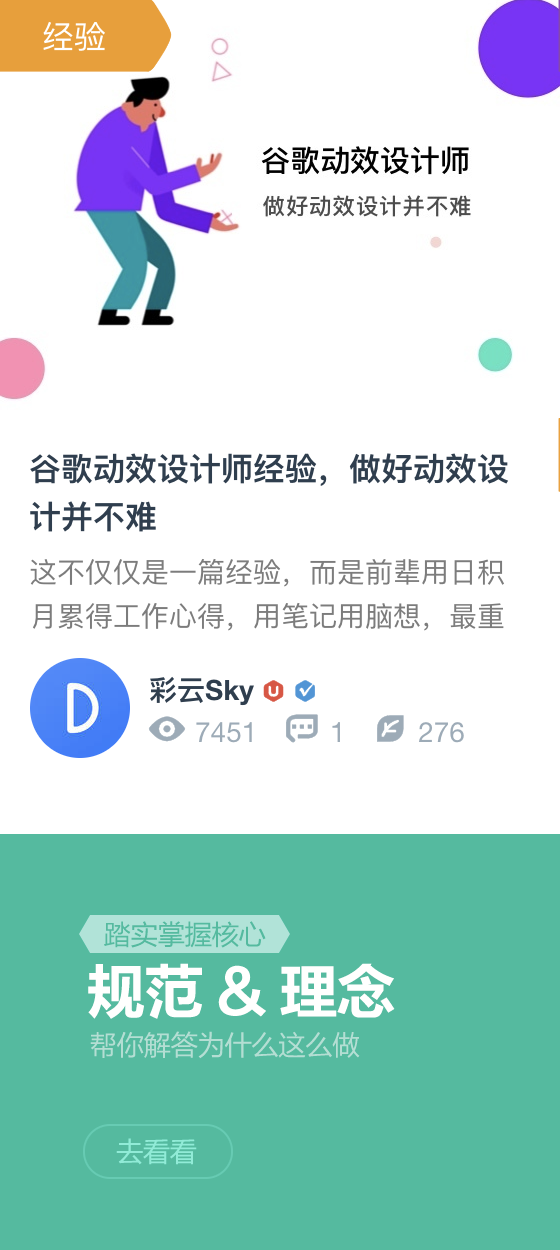 经验
谷歌动效设计师
做好动效设计并不难
谷歌动效设计师经验，做好动效设
计并不难
这不仅仅是一篇经验，而是前辈用日积
月累得工作心得，用笔记用脑想，最重
彩云Sky
7451 1 276
踏实掌握核心
规范 & 理念
帮你解答为什么这么做
去看看